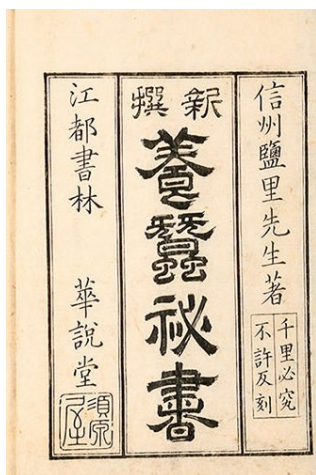 信州鹽里先生著
千里必究
不許反刻
新撰
養蠶祕書
江都書林 華說堂
須原屋